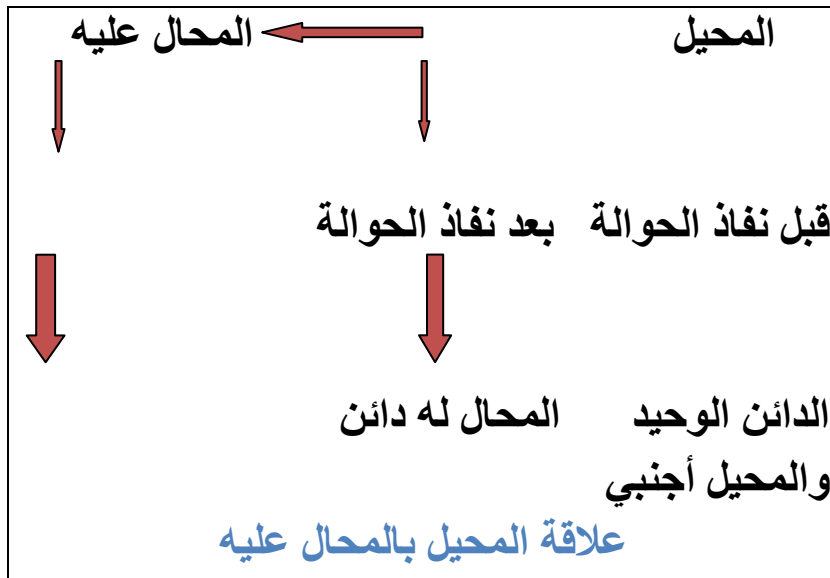 المحيل المحال عليه
قبل نفاذ الحوالة بعد نفاذ الحوالة
الدائن الوحيد المحال له دائن
والمحيل أجنبي
علاقة المحيل بالمحال عليه